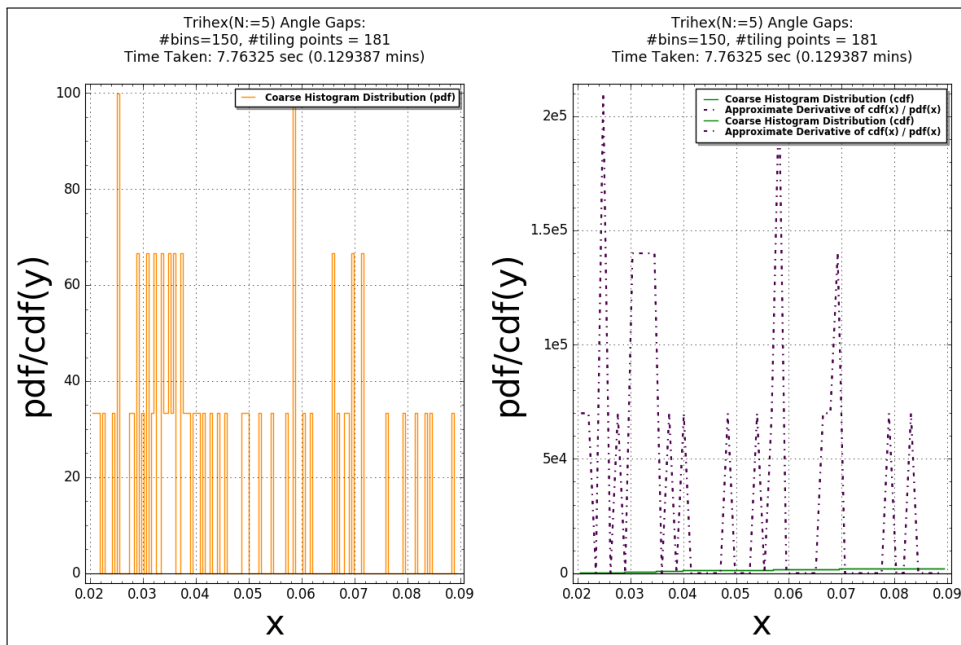 Trihex(N:=5) Angle Gaps:
#bins=150, #tiling points = 181
Time Taken: 7.76325 sec (0.129387 mins)
Coarse Histogram Distribution (pdf)
100
80
60
40
20
0
0.02 0.03 0.04 0.05 0.06 0.07 0.08 0.09
pdf/cdf(y)
x
Trihex(N:=5) Angle Gaps:
#bins=150, #tiling points = 181
Time Taken: 7.76325 sec (0.129387 mins)
Coarse Histogram Distribution (cdf)
Approximate Derivative of cdf(x) / pdf(x)
Coarse Histogram Distribution (cdf)
Approximate Derivative of cdf(x) / pdf(x)
2e5
1.5e5
1e5
5e4
0
0.02 0.03 0.04 0.05 0.06 0.07 0.08 0.09
pdf/cdf(y)
x